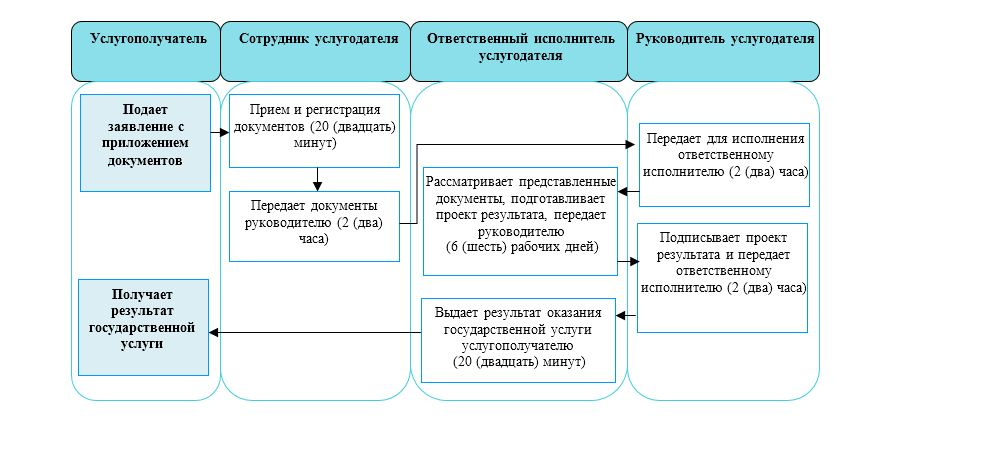 Услугополучатель
Сотрудник услугодателя
Ответственный исполнитель
услугодателя
Руководитель услугодателя
Подает
заявление с
приложением
документов
Прием и регистрация
документов (20 (двадцать)
минут)
Передает документы
руководителю (2 (два)
часа)
Передает для исполнения
ответственному
исполнителю (2 (два) часа)
Рассматривает представленные
документы, подготавливает
проект результата, передает
руководителю
(6 (шесть) рабочих дней)
Подписывает проект
результата и передает
ответственному
исполнителю (2 (два) часа)
Выдает результат оказания
государственной услуги
услугополучателю
(20 (двадцать) минут)
Получает
результат
государственной
услуги